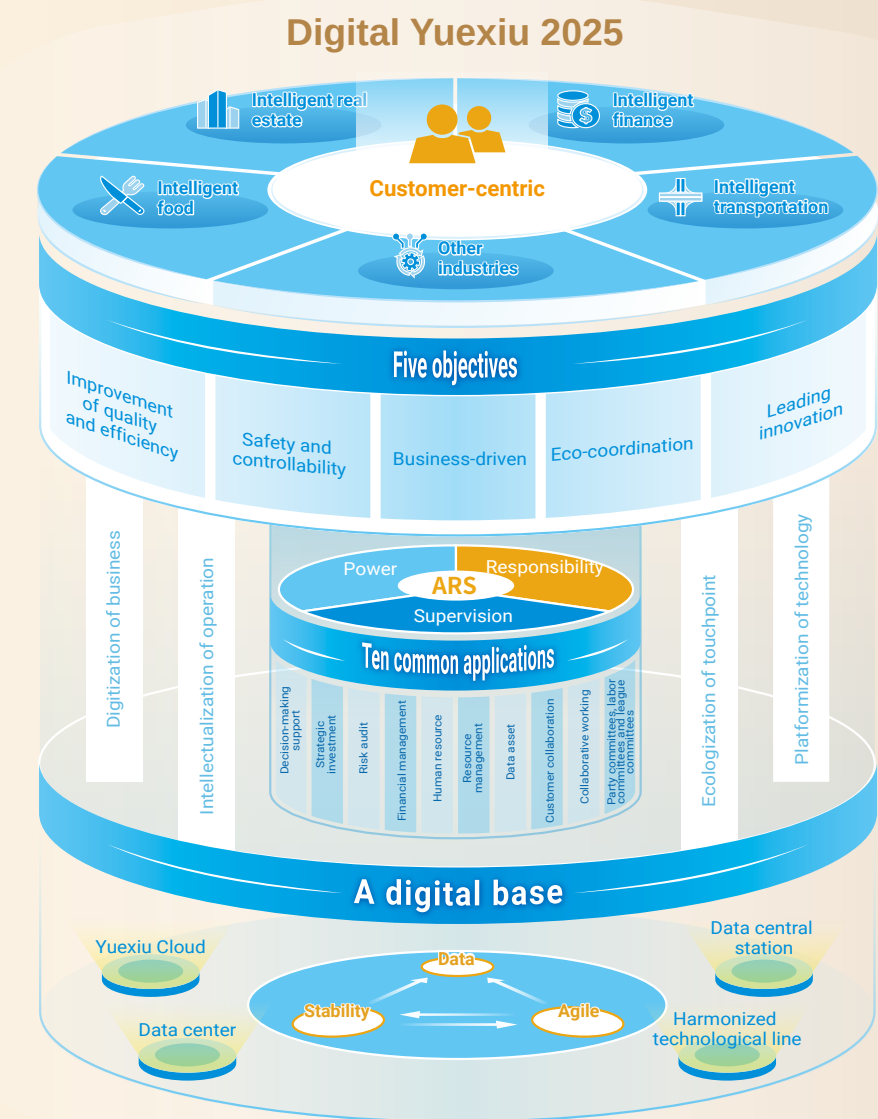 Digital Yuexiu 2025
Intelligent real
estate
Intelligent
finance
Customer-centric
Intelligent
food
Intelligent
transportation
Other
industries
Five objectives
Improvement
of quality
and efficiency
Safety and
controllability
Business-driven
Eco-coordination
Leading
innovation
Digitization of business
Intellectualization of operation
Power
Responsibility
ARS
Supervision
Ten common applications
Decision-making
support
Strategic
investment
Risk audit
Financial management
Human resource
Resource
management
Data asset
Customer collaboration
Collaborative working
Party committees, labor
committees and league
committees
Ecologization of touchpoint
Platformization of technology
A digital base
Yuexiu Cloud
Data center
Data
Stability
Agile
Data central
station
Harmonized
technological line